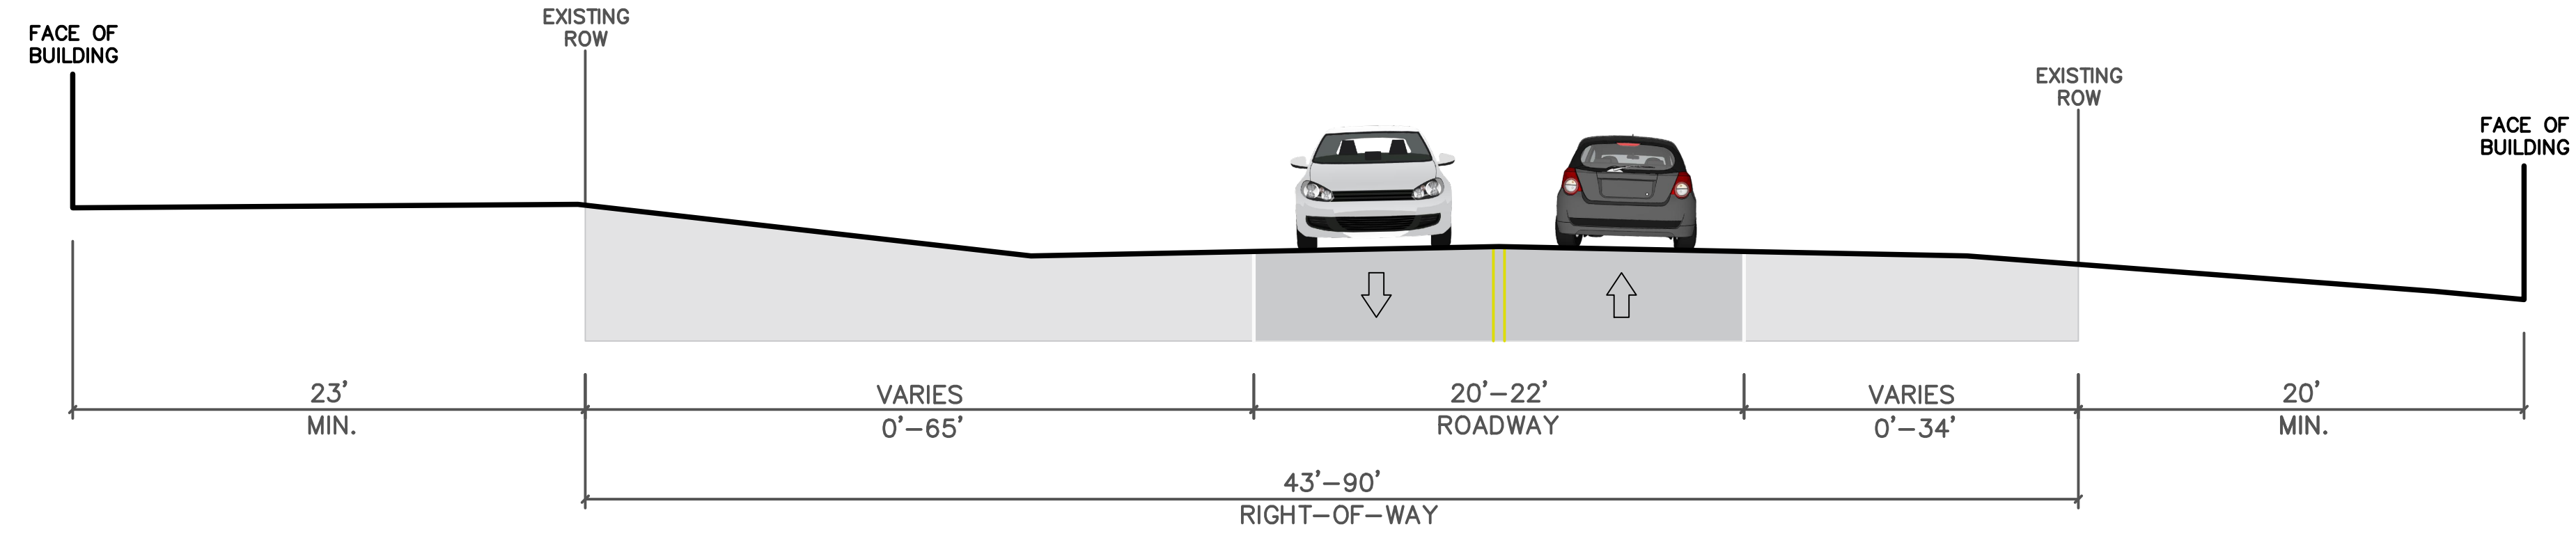 FACE OF
BUILDING
EXISTING
ROW
EXISTING
ROW
FACE OF
BUILDING
23'
MIN.
VARIES
0'-65'
20'-22'
ROADWAY
VARIES
0'-34'
20'
MIN.
43'-90'
RIGHT-OF-WAY